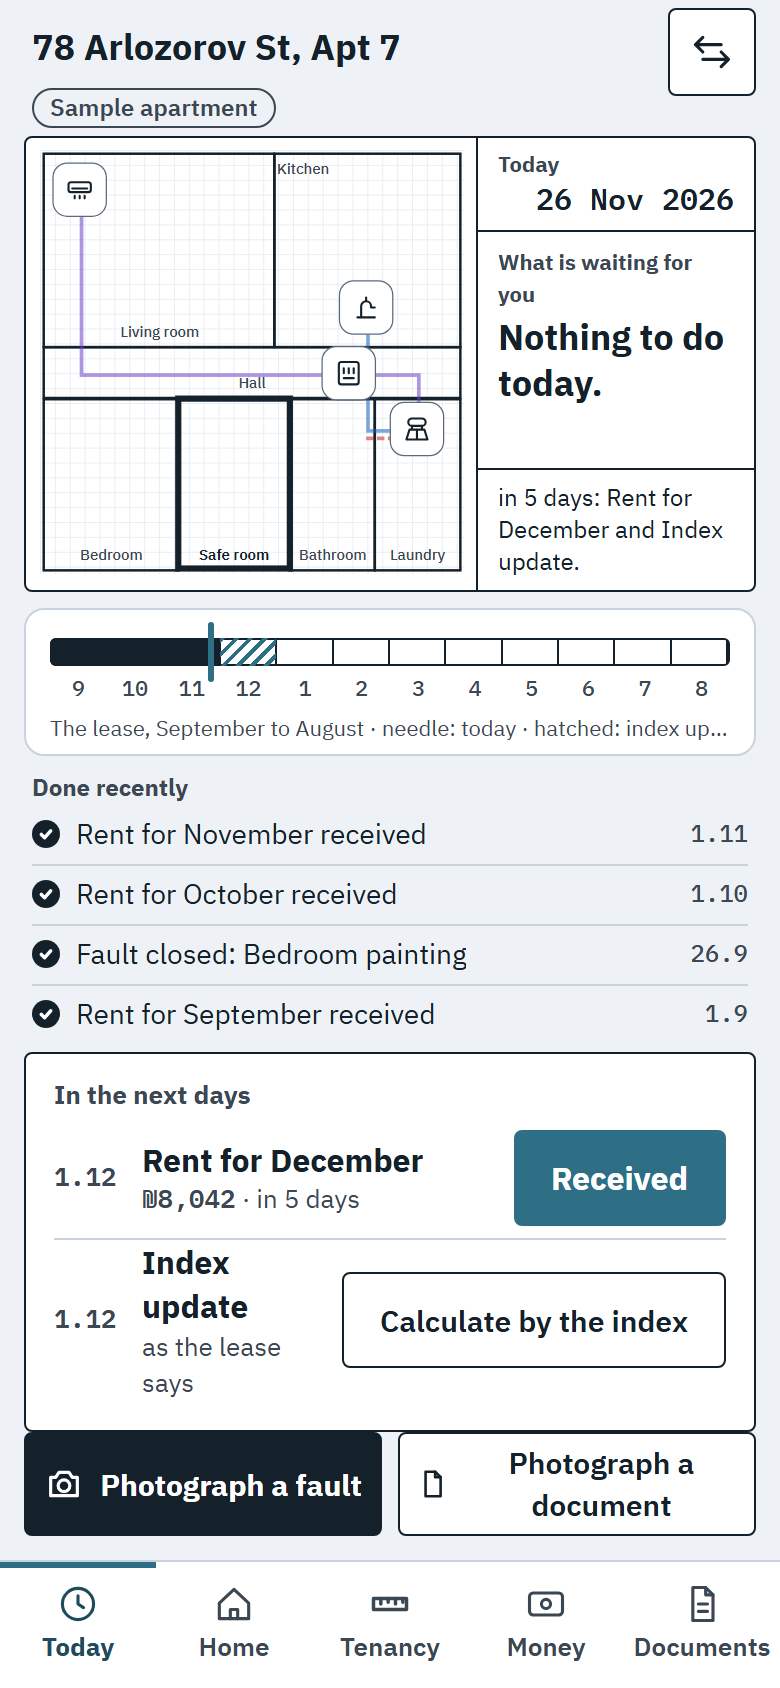 78 Arlozorov St, Apt 7
Sample apartment
Kitchen
Living room
Hall
Bedroom
Safe room
Bathroom
Laundry
Today
26 Nov 2026
What is waiting for
you
Nothing to do
today.
in 5 days: Rent for
December and Index
update.
9 10 11 12 1 2 3 4 5 6 7 8
The lease, September to August · needle: today · hatched: index up...
Done recently
Rent for November received 1.11
Rent for October received 1.10
Fault closed: Bedroom painting 26.9
Rent for September received 1.9
In the next days
1.12
Rent for December
₪8,042 · in 5 days
Received
1.12
Index
update
as the lease
says
Calculate by the index
Photograph a fault
Photograph a
document
Today
Home
Tenancy
Money
Documents